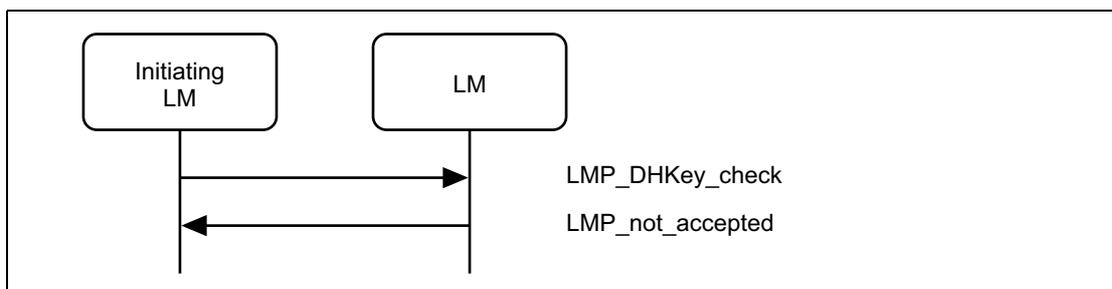 Initiating
LM
LM
LMP_DHKey_check
LMP_not_accepted